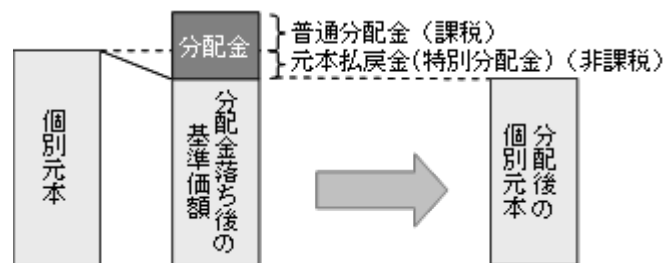 分配金
普通分配金（課税）
元本払戻金(特別分配金)（非課税）
個別元本
分配金落ち後の
基準価額
分配後の
個別元本